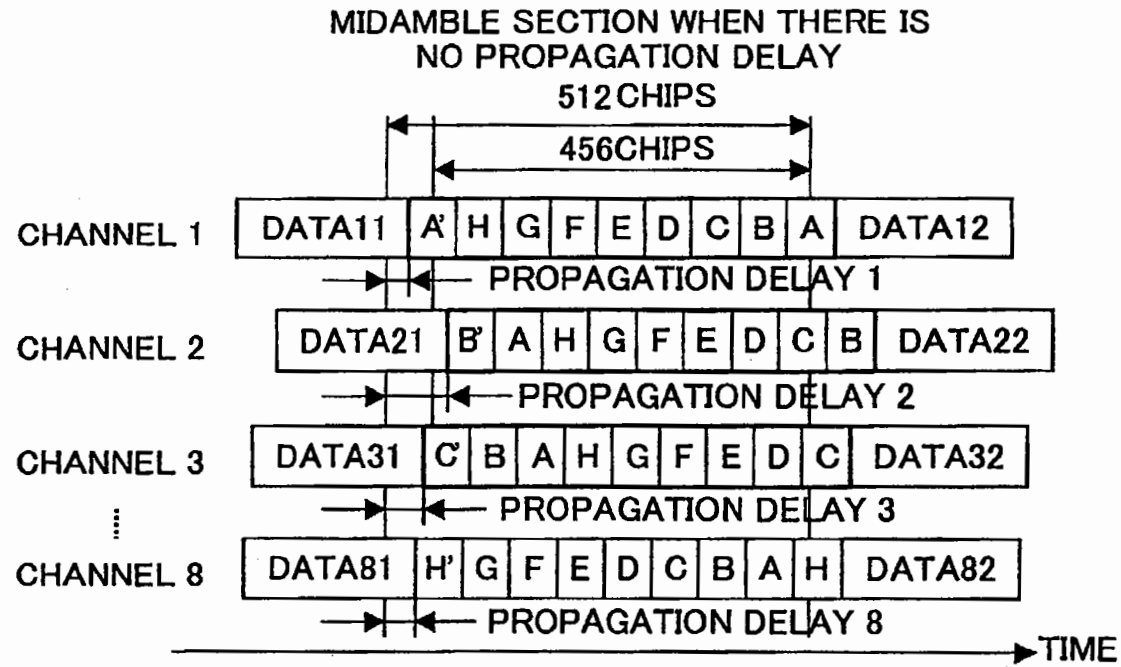 MIDAMBLE SECTION WHEN THERE IS
NO PROPAGATION DELAY
512 CHIPS
456CHIPS
CHANNEL 1 DATA11 A' H G F E D C B A DATA12
PROPAGATION DELAY 1
CHANNEL 2 DATA21 B' A H G F E D C B DATA22
PROPAGATION DELAY 2
CHANNEL 3 DATA31 C' B A H G F E D C DATA32
PROPAGATION DELAY 3
CHANNEL 8 DATA81 H' G F E D C B A H DATA82
PROPAGATION DELAY 8
TIME